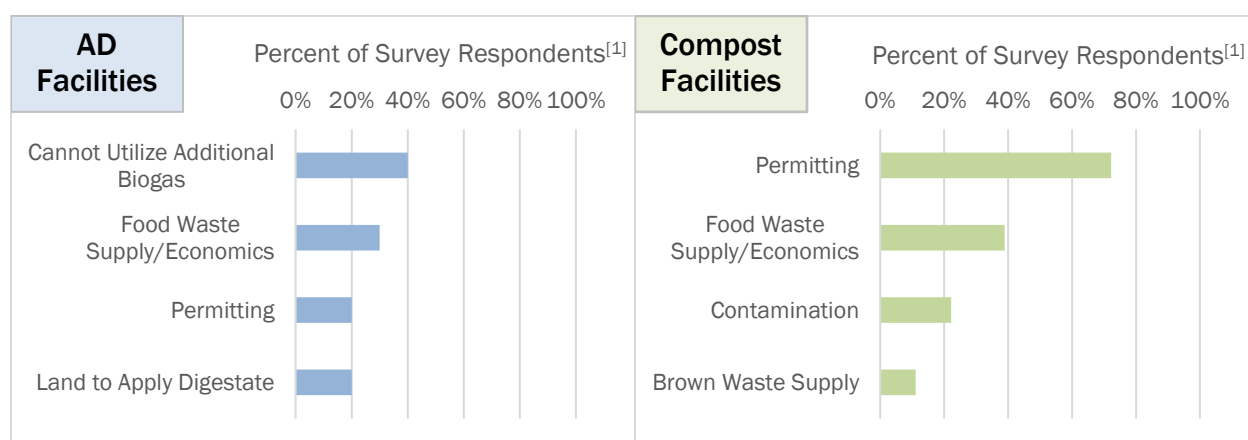 AD
Facilities
Percent of Survey Respondents[1]
0% 20% 40% 60% 80% 100%
Cannot Utilize Additional
Biogas
Food Waste
Supply/Economics
Permitting
Land to Apply Digestate
Compost
Facilities
Percent of Survey Respondents[1]
0% 20% 40% 60% 80% 100%
Permitting
Food Waste
Supply/Economics
Contamination
Brown Waste Supply